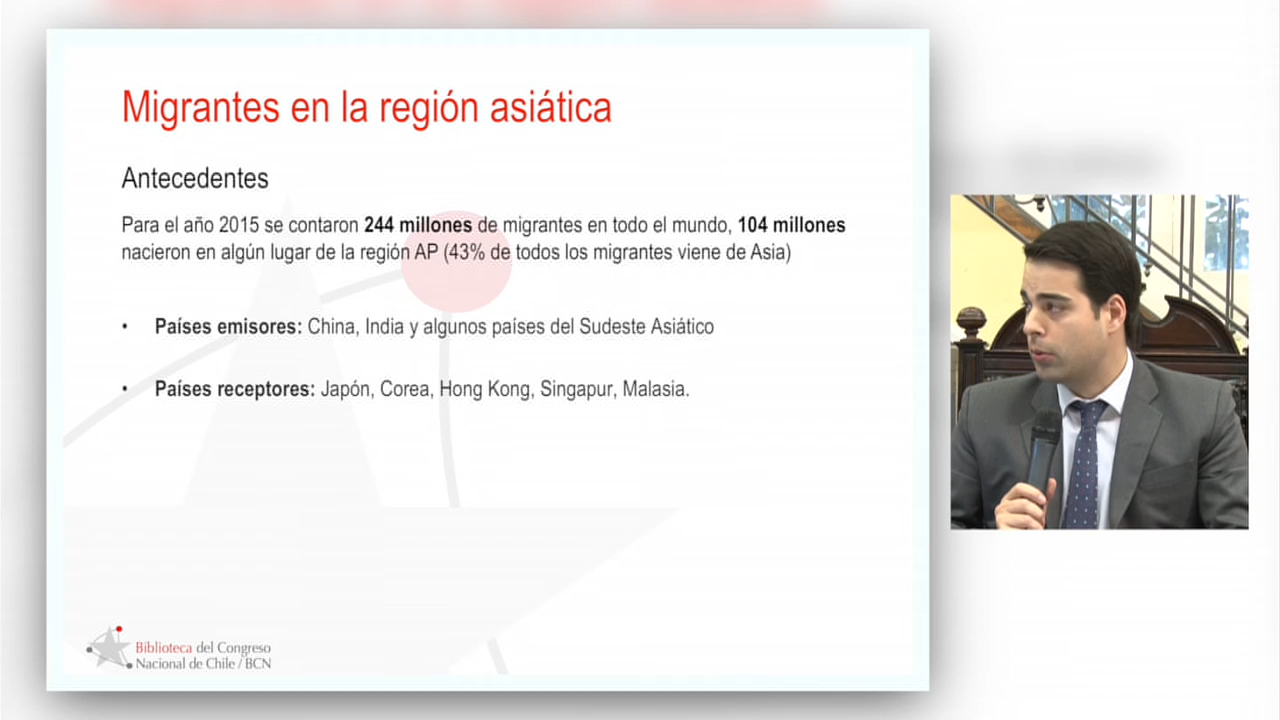 Migrantes en la región asiática
Antecedentes
Para el año 2015 se contaron 244 millones de migrantes en todo el mundo, 104 millones
nacieron en algún lugar de la región AP (43% de todos los migrantes viene de Asia)
• Países emisores: China, India y algunos países del Sudeste Asiático
• Países receptores: Japón, Corea, Hong Kong, Singapur, Malasia.
Biblioteca del Congreso
Nacional de Chile / BCN